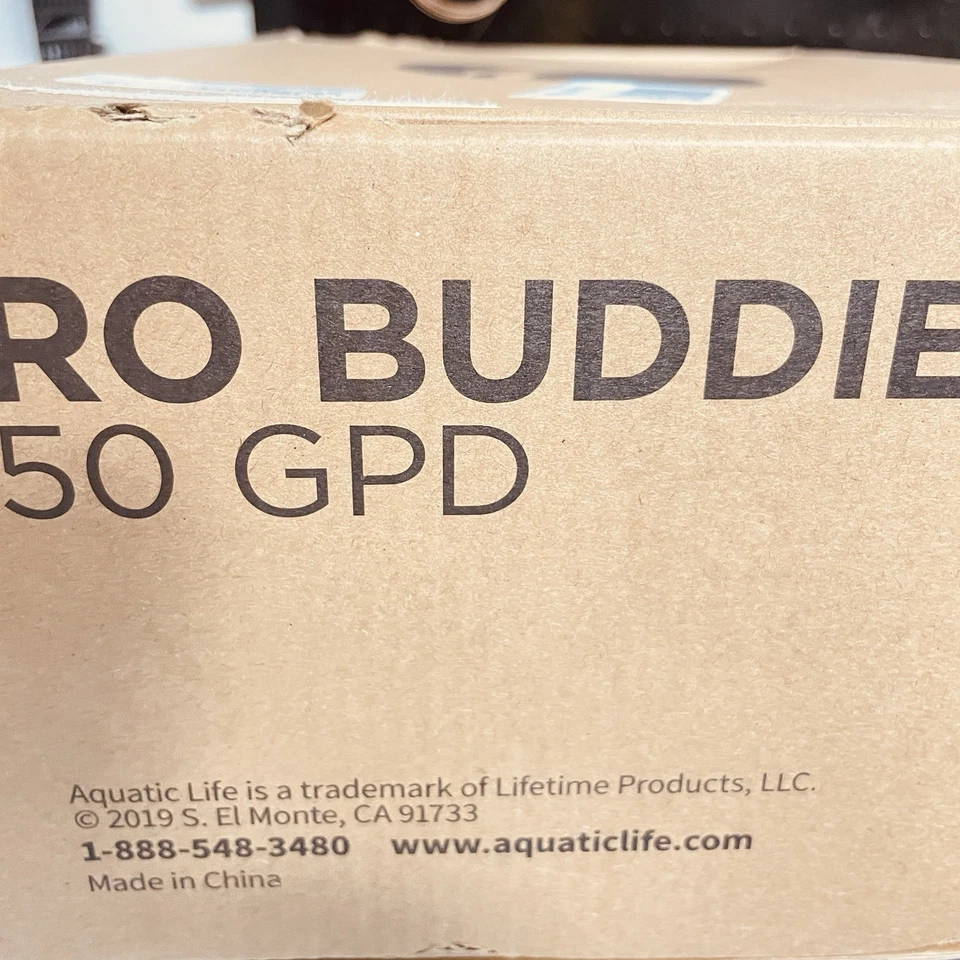 RO BUDDIE
50 GPD
Aquatic Life is a trademark of Lifetime Products, LLC.
© 2019 S. El Monte, CA 91733
1-888-548-3480 www.aquaticlife.com
Made in China